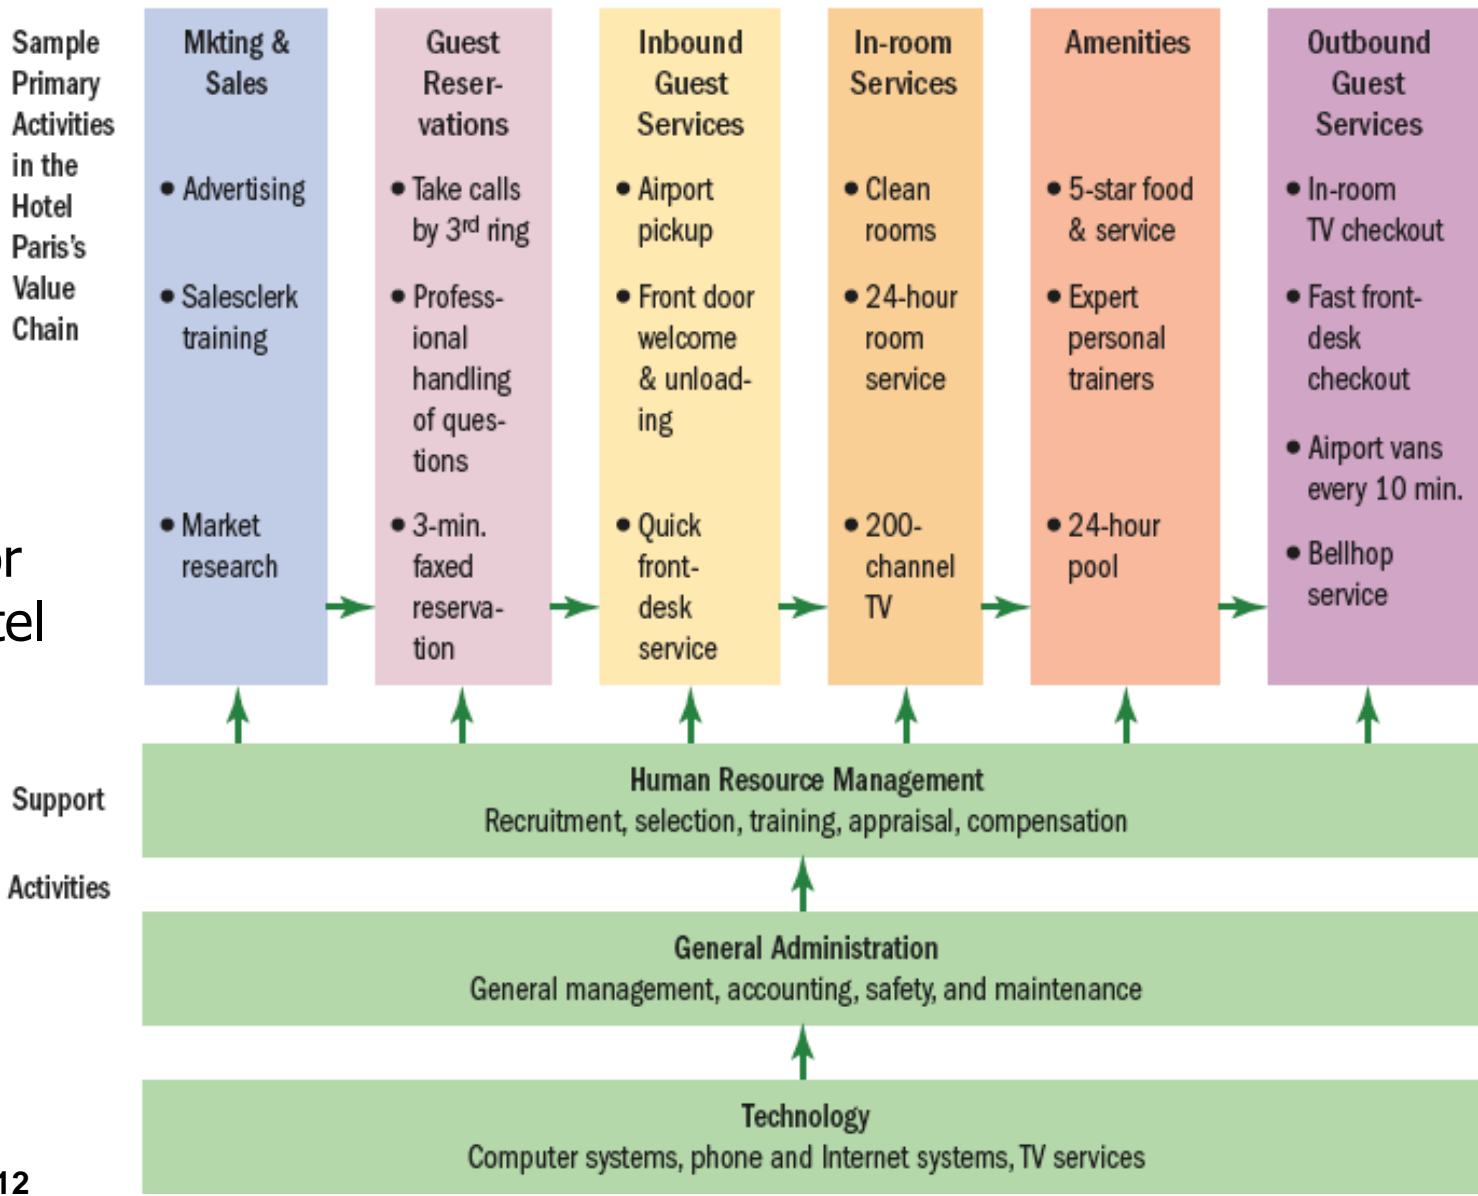 Sample
Primary
Activities
in the
Hotel
Paris's
Value
Chain
Mkting &
Sales
• Advertising
• Salesclerk
training
• Market
research
Guest
Reser-
vations
• Take calls
by 3rd ring
• Profess-
ional
handling
of ques-
tions
• 3-min.
faxed
reserva-
tion
Inbound
Guest
Services
• Airport
pickup
• Front door
welcome
& unload-
ing
• Quick
front-
desk
service
In-room
Services
• Clean
rooms
• 24-hour
room
service
• 200-
channel
TV
Amenities
• 5-star food
& service
• Expert
personal
trainers
• 24-hour
pool
Outbound
Guest
Services
• In-room
TV checkout
• Fast front-
desk
checkout
• Airport vans
every 10 min.
• Bellhop
service
or
tel
Support
Activities
Human Resource Management
Recruitment, selection, training, appraisal, compensation
General Administration
General management, accounting, safety, and maintenance
Technology
Computer systems, phone and Internet systems, TV services
12